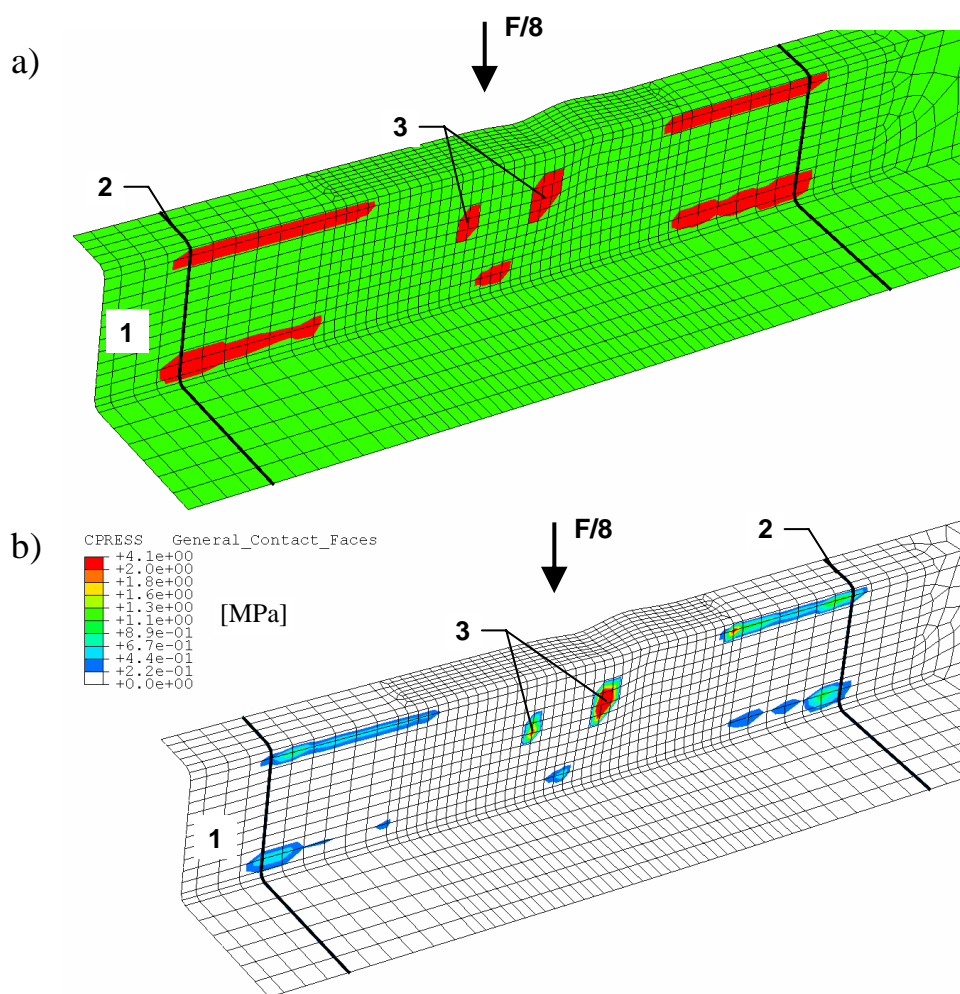 a)
F/8
3
2
1
b)
CPRESS General_Contact_Faces
+4.1e+00
+2.0e+00
+1.8e+00
+1.6e+00
+1.3e+00
+1.1e+00
+8.9e-01
+6.7e-01
+4.4e-01
+2.2e-01
+0.0e+00
[MPa]
F/8
2
3
1